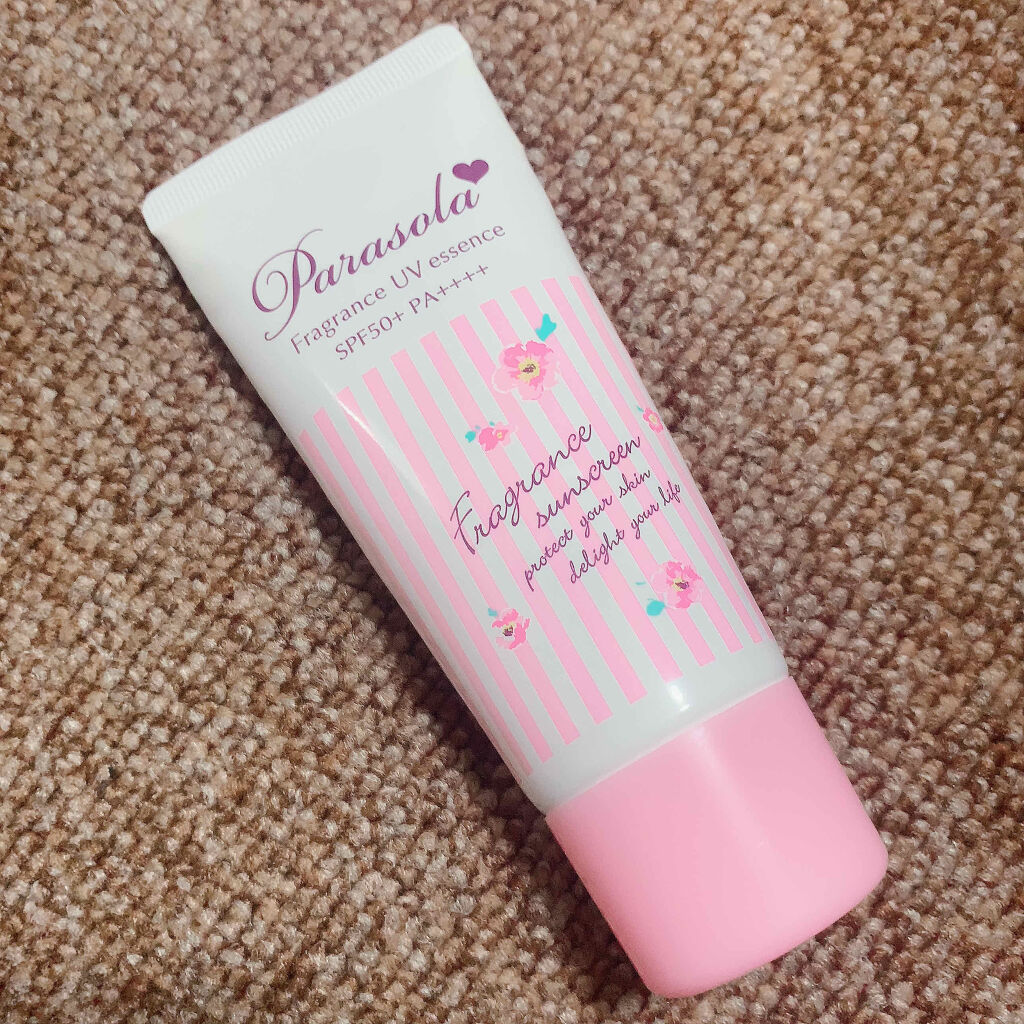 Parasola
Fragrance UV essence
SPF50+ PA++++
Fragrance
sunscreen
protect your skin
delight your life